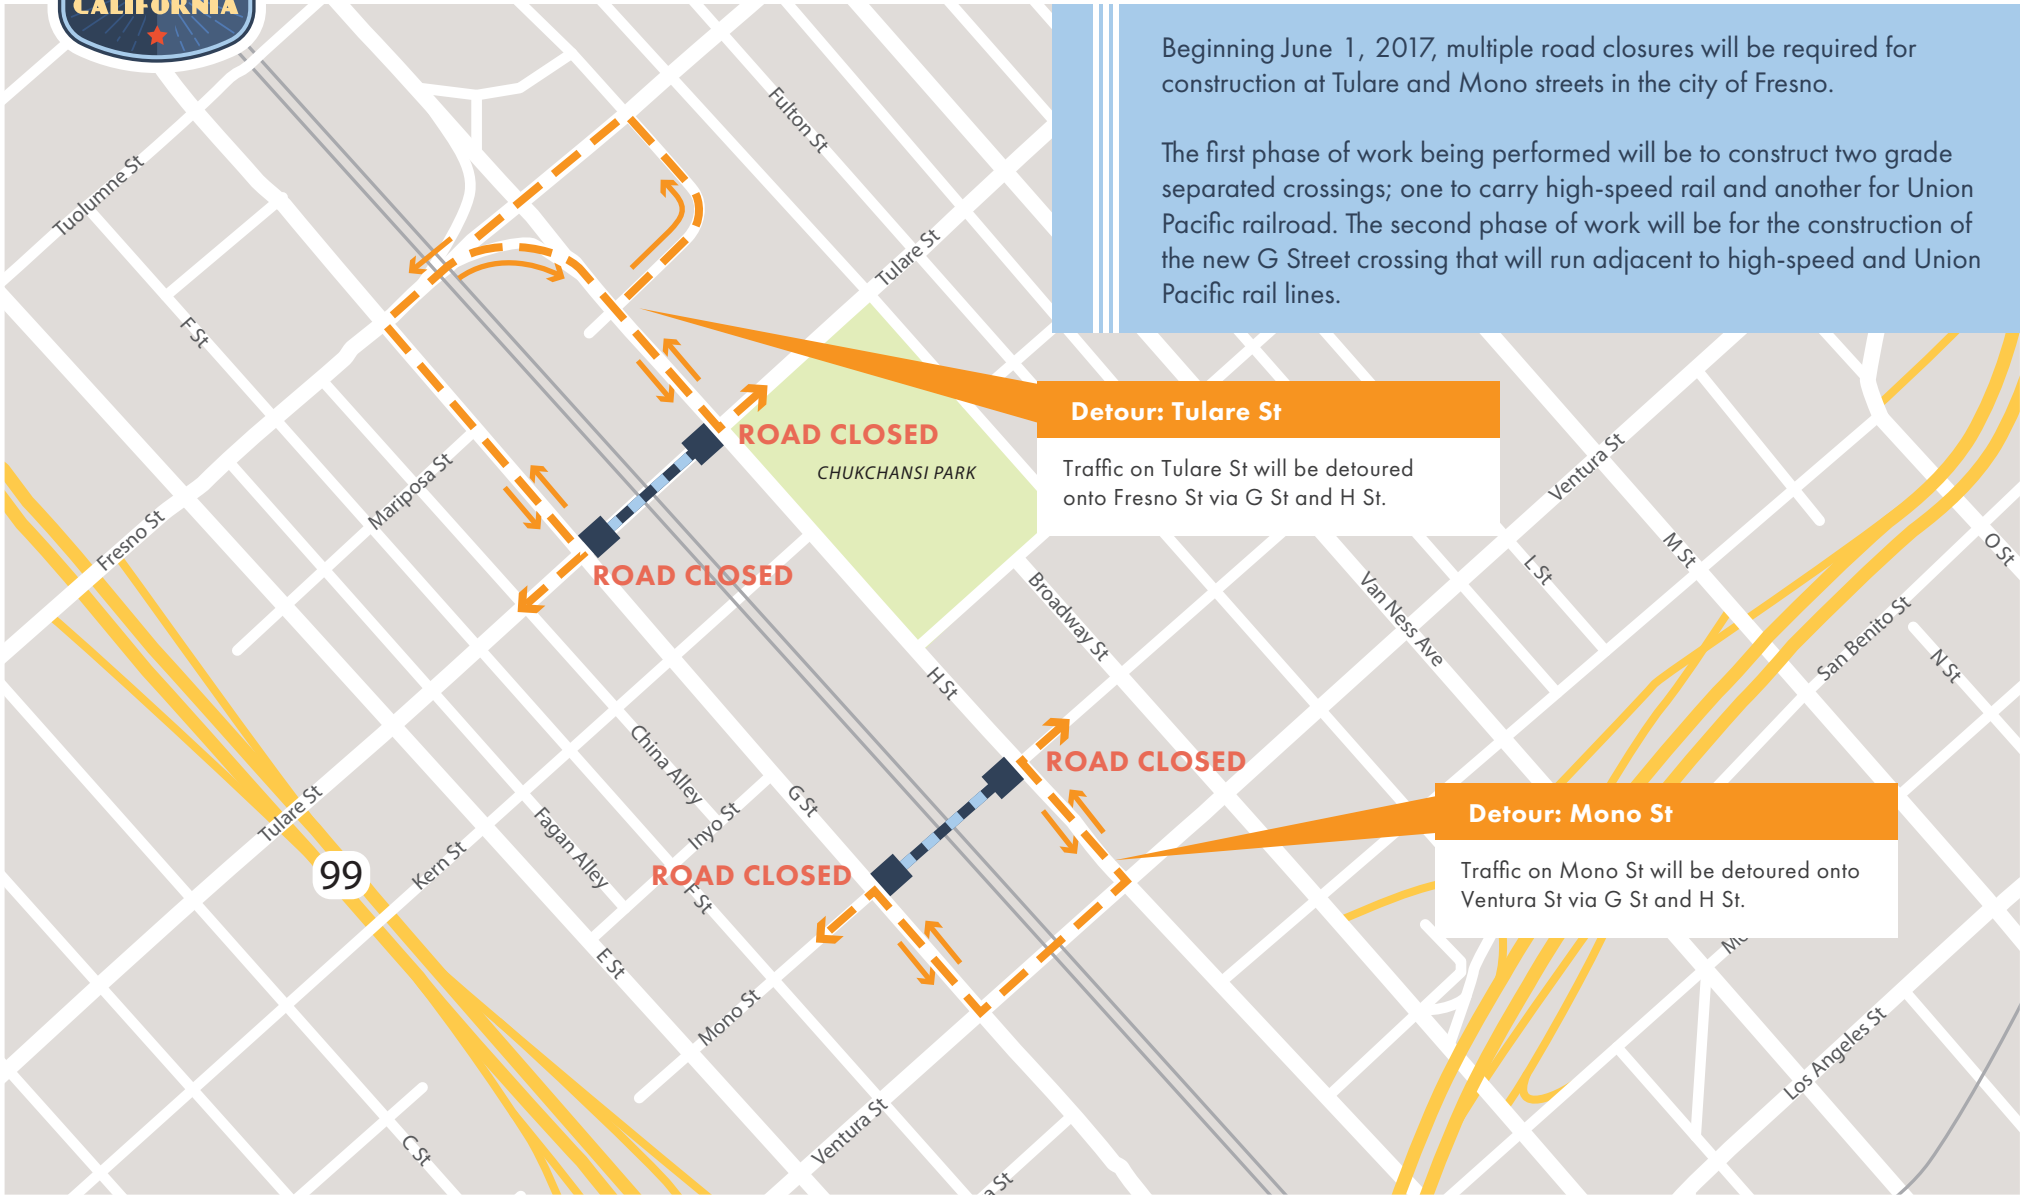 CALIFORNIA
Beginning June 1, 2017, multiple road closures will be required for
construction at Tulare and Mono streets in the city of Fresno.
The first phase of work being performed will be to construct two grade
separated crossings; one to carry high-speed rail and another for Union
Pacific railroad. The second phase of work will be for the construction of
the new G Street crossing that will run adjacent to high-speed and Union
Pacific rail lines.
Fulton St
Tuolumne St
Tulare St
F St
Detour: Tulare St
Traffic on Tulare St will be detoured
onto Fresno St via G St and H St.
ROAD CLOSED
CHUKCHANSI PARK
Mariposa St
Fresno St
ROAD CLOSED
Ventura St
L St
M St
O St
Broadway St
Van Ness Ave
San Benito St
N St
H St
China Alley
Inyo St
G St
ROAD CLOSED
Tulare St
99
Kern St
Fagan Alley
ROAD CLOSED
F St
Detour: Mono St
Traffic on Mono St will be detoured onto
Ventura St via G St and H St.
E St
Mono St
Los Angeles St
Ventura St
C St
St